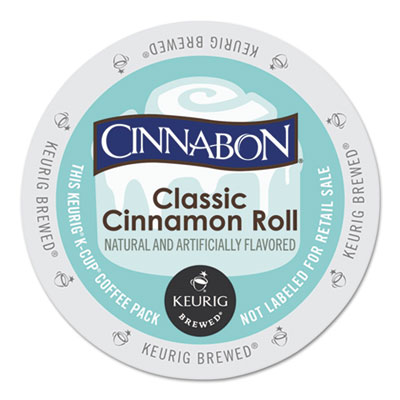 KEURIG BREWED®
KEURIG BREWED®
KEURIG BREWED®
KEURIG BREWED®
KEURIG BREWED®
CINNABON®
Classic
Cinnamon Roll
NATURAL AND ARTIFICIALLY FLAVORED
KEURIG
BREWED®
THIS KEURIG® K-CUP® COFFEE PACK
NOT LABELED FOR RETAIL SALE